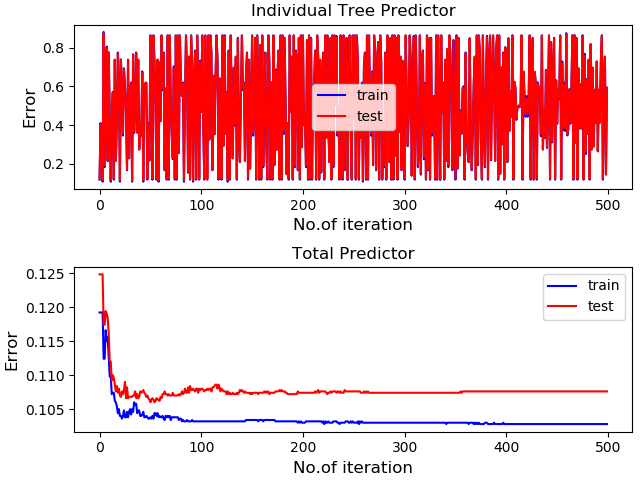 Individual Tree Predictor
Error
0.8
0.6
0.4
0.2
train
test
0
100
200
300
400
500
No.of iteration
Total Predictor
Error
0.125
0.120
0.115
0.110
0.105
train
test
0
100
200
300
400
500
No.of iteration